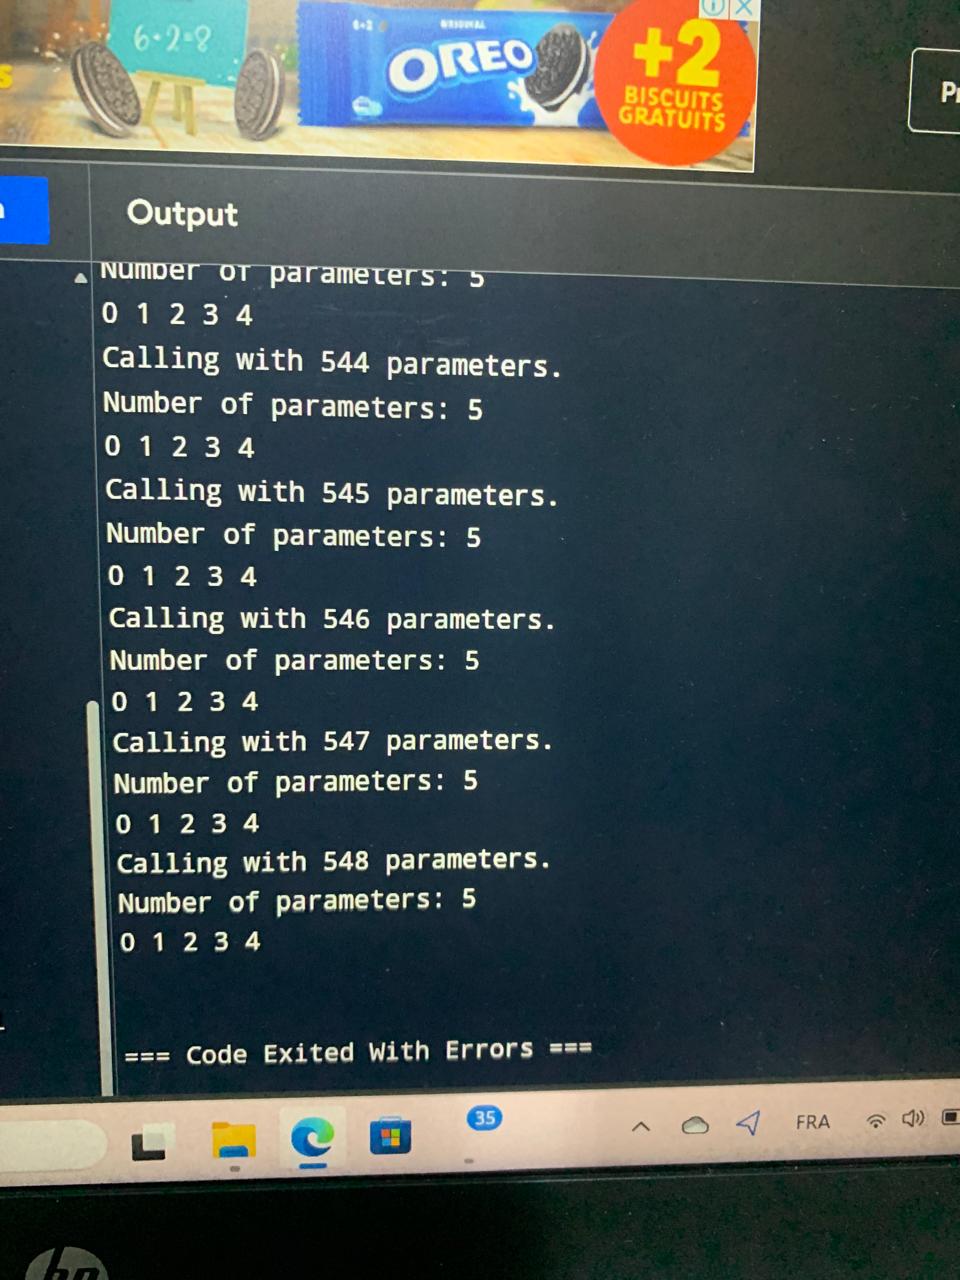 6+2=8
6+2
ORIGINAL
OREO
+2
BISCUITS
GRATUITS
Output
Number of parameters: 5
0 1 2 3 4
Calling with 544 parameters.
Number of parameters: 5
0 1 2 3 4
Calling with 545 parameters.
Number of parameters: 5
0 1 2 3 4
Calling with 546 parameters.
Number of parameters: 5
0 1 2 3 4
Calling with 547 parameters.
Number of parameters: 5
0 1 2 3 4
Calling with 548 parameters.
Number of parameters: 5
0 1 2 3 4
=== Code Exited With Errors ===
35
FRA
hp